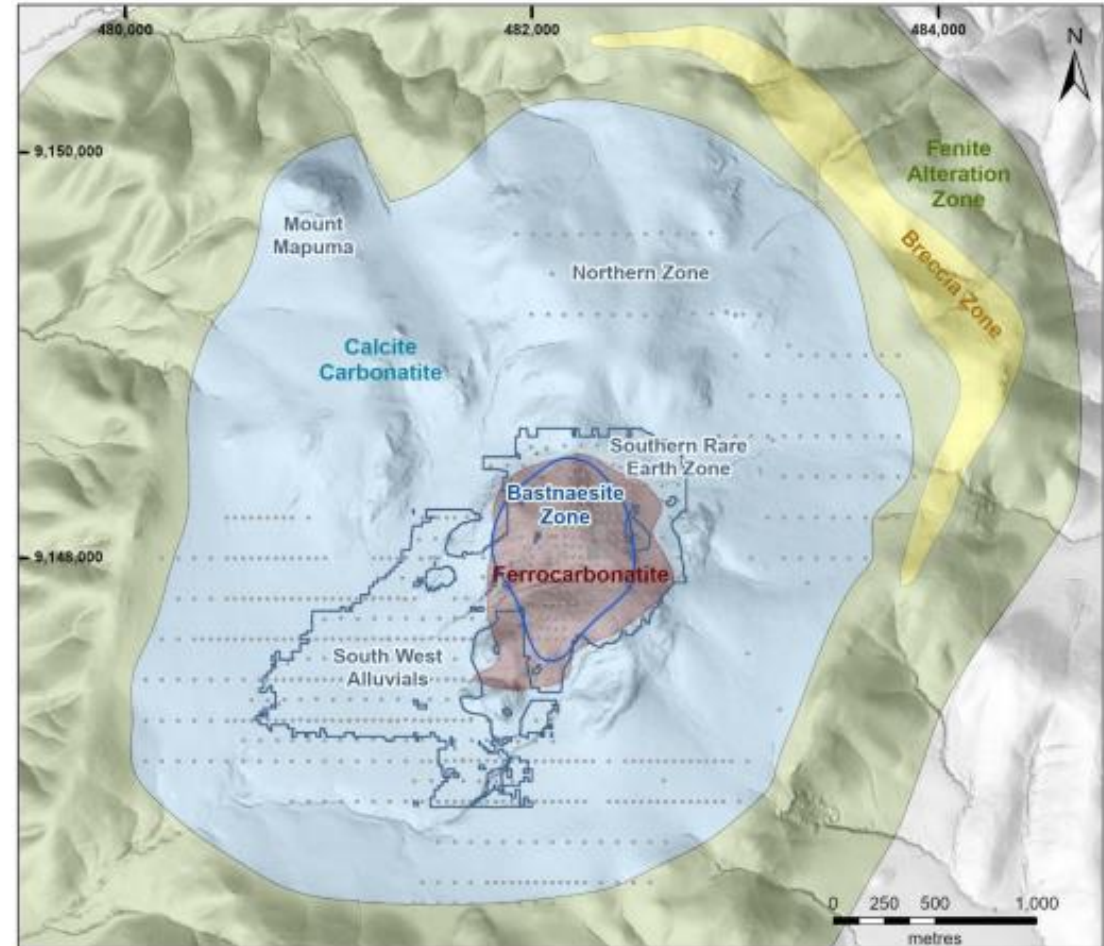 480,000
482,000
484,000
N
9,150,000
Mount
Mapuma
Fenite
Alteration
Zone
Northern Zone
Breccia Zone
Calcite
Carbonatite
Southern Rare
Earth Zone
Bastnaesite
Zone
9,148,000
Ferrocarbonatite
South West
Alluvials
0 250 500 1,000
metres